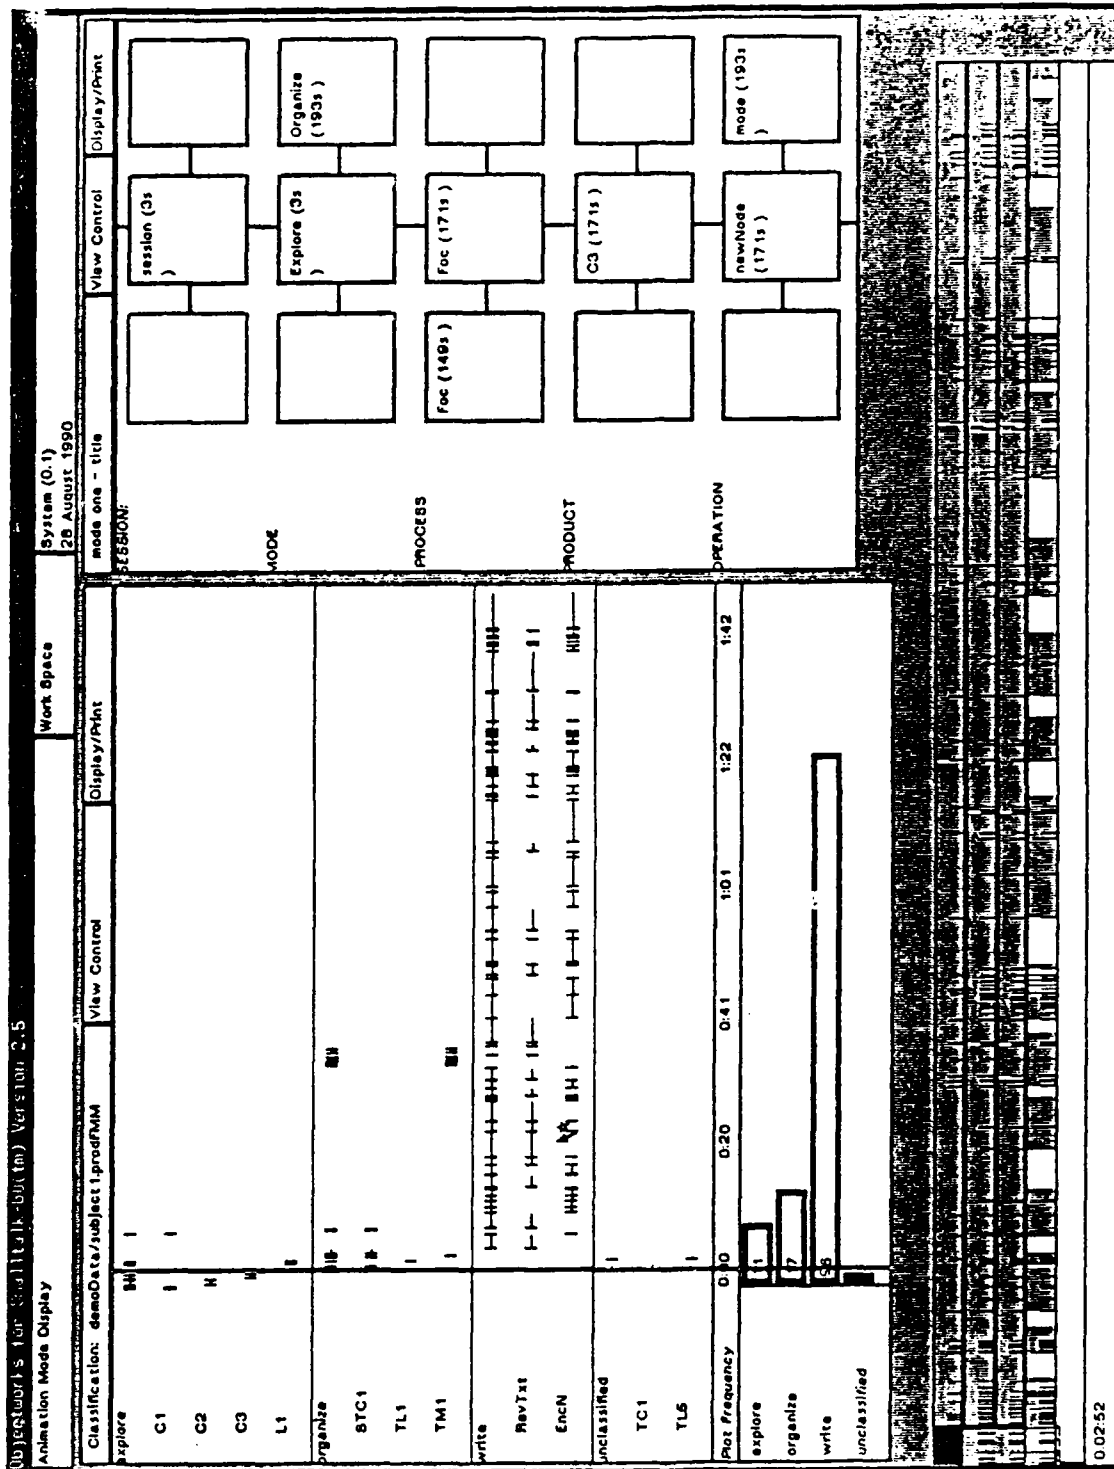 Objectworks for Smalltalk-80(tm) Version 2.5
Animation Mode Display
Work Space
System (0.1)
28 August 1990
Classification: demoData/subject1.prodFMM
View Control
Display/Print
explore
C1
C2
C3
L1
organize
STC1
TL1
TM1
write
RevTxt
EncN
unclassified
TC1
TL6
Plot Frequency
0:00
0:20
0:41
1:01
1:22
1:42
explore
11
organize
17
write
98
unclassified
mode one - title
View Control
Display/Print
SESSION:
session (3s
)
MODE
Explore (3s
)
Organize
(193s)
PROCESS
Foc (149s )
Foc (171s )
PRODUCT
C3 (171s )
OPERATION
newNode
(171s )
mode (193s
)
0:02:52